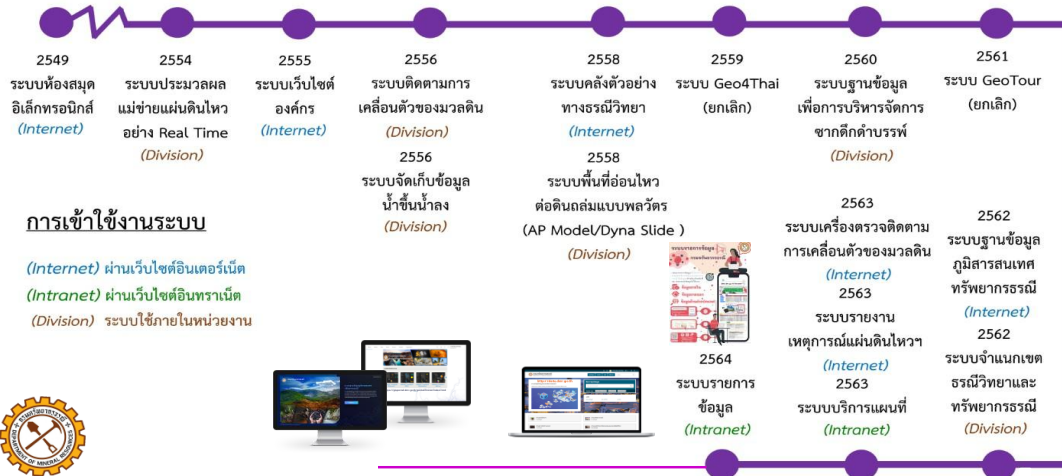 2549
ระบบห้องสมุด
อิเล็กทรอนิกส์
(Internet)
2554
ระบบประมวลผล
แม่ข่ายแผ่นดินไหว
อย่าง Real Time
(Division)
2555
ระบบเว็บไซต์
องค์กร
(Internet)
2556
ระบบติดตามการ
เคลื่อนตัวของมวลดิน
(Division)
2556
ระบบจัดเก็บข้อมูล
น้ำขึ้นน้ำลง
(Division)
2558
ระบบคลังตัวอย่าง
ทางธรณีวิทยา
(Internet)
2558
ระบบพื้นที่อ่อนไหว
ต่อดินถล่มแบบพลวัตร
(AP Model/Dyna Slide )
(Division)
2559
ระบบ Geo4Thai
(ยกเลิก)
2560
ระบบฐานข้อมูล
เพื่อการบริหารจัดการ
ซากดึกดำบรรพ์
(Division)
2561
ระบบ GeoTour
(ยกเลิก)
การเข้าใช้งานระบบ
(Internet) ผ่านเว็บไซต์อินเตอร์เน็ต
(Intranet) ผ่านเว็บไซต์อินทราเน็ต
(Division) ระบบใช้ภายในหน่วยงาน
2564
ระบบรายการ
ข้อมูล
(Intranet)
2563
ระบบเครื่องตรวจติดตาม
การเคลื่อนตัวของมวลดิน
(Internet)
2563
ระบบรายงาน
เหตุการณ์แผ่นดินไหวฯ
(Internet)
2563
ระบบบริการแผนที่
(Intranet)
2562
ระบบฐานข้อมูล
ภูมิสารสนเทศ
ทรัพยากรธรณี
(Internet)
2562
ระบบจำแนกเขต
ธรณีวิทยาและ
ทรัพยากรธรณี
(Division)
DEPARTMENT OF MINERAL RESOURCES